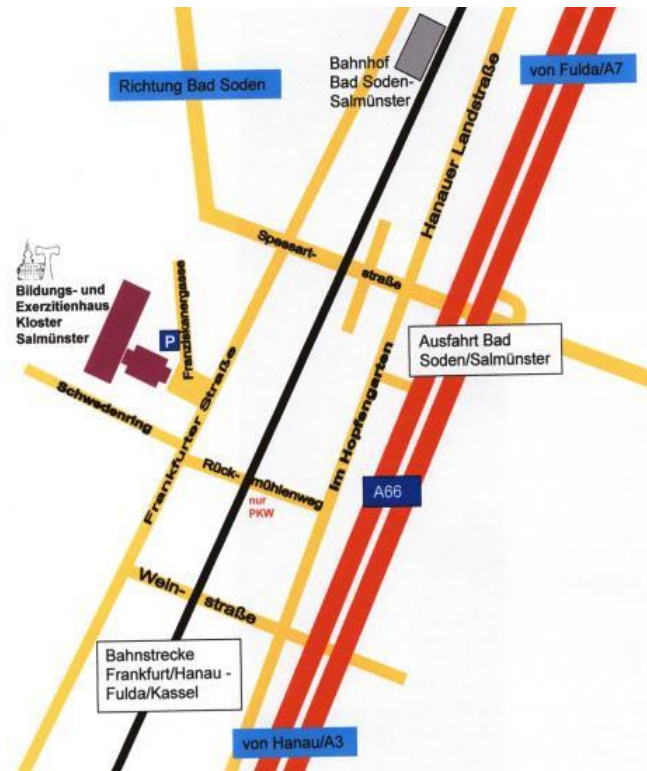 Bahnhof
Bad Soden-
Salmünster
von Fulda/A7
Richtung Bad Soden
Hanauer Landstraße
Spessart-
straße
Bildungs- und
Exerzitienhaus
Kloster
Salmünster
P
Franziskanergasse
Ausfahrt Bad
Soden/Salmünster
Schwedenring
Frankfurter Straße
Im Hopfengarten
Rück-
mühlenweg
nur
PKW
A66
Wein-
straße
Bahnstrecke
Frankfurt/Hanau -
Fulda/Kassel
von Hanau/A3